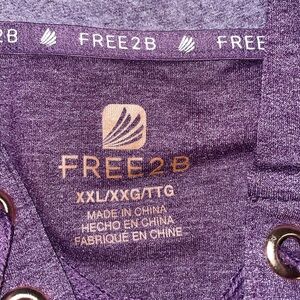 FREE2B FREE
FREE2B
XXL/XXG/TTG
MADE IN CHINA
HECHO EN CHINA
FABRIQUÉ EN CHINE